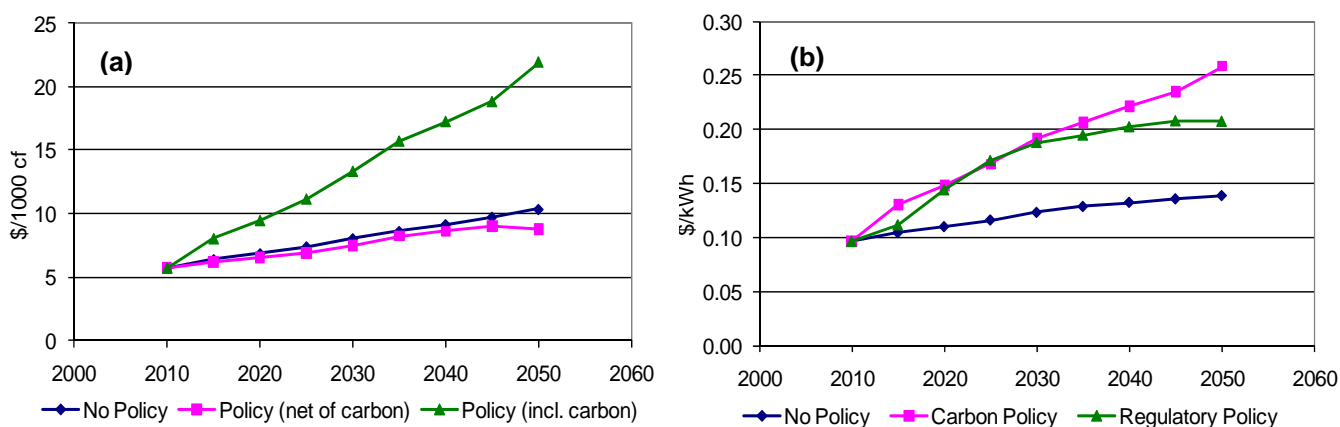 (a)
$/1000 cf
25
20
15
10
5
0
2000 2010 2020 2030 2040 2050 2060
No Policy Policy (net of carbon) Policy (incl. carbon)
(b)
$/kWh
0.30
0.25
0.20
0.15
0.10
0.05
0.00
2000 2010 2020 2030 2040 2050 2060
No Policy Carbon Policy Regulatory Policy